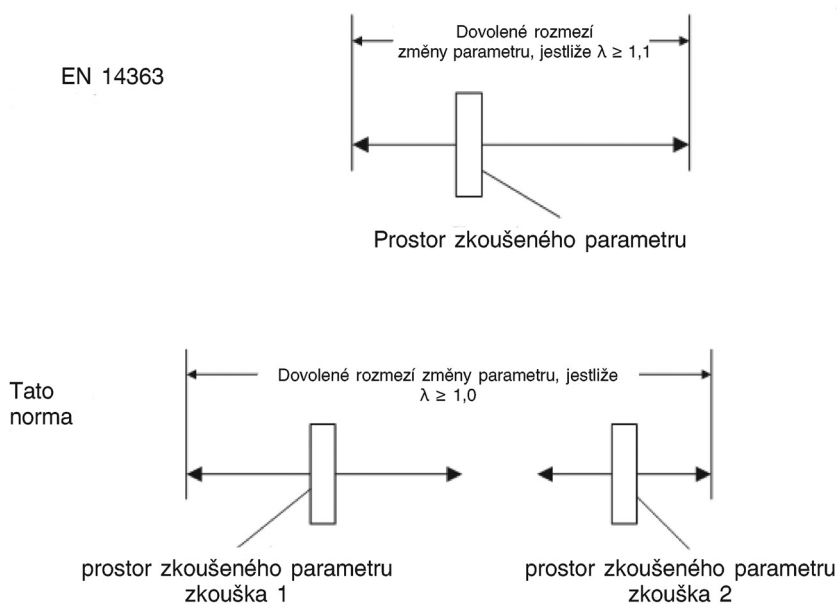 Dovolené rozmezí
změny parametru, jestliže λ ≥ 1,1
EN 14363
Prostor zkoušeného parametru
Dovolené rozmezí změny parametru, jestliže
λ ≥ 1,0
Tato
norma
prostor zkoušeného parametru
zkouška 1
prostor zkoušeného parametru
zkouška 2